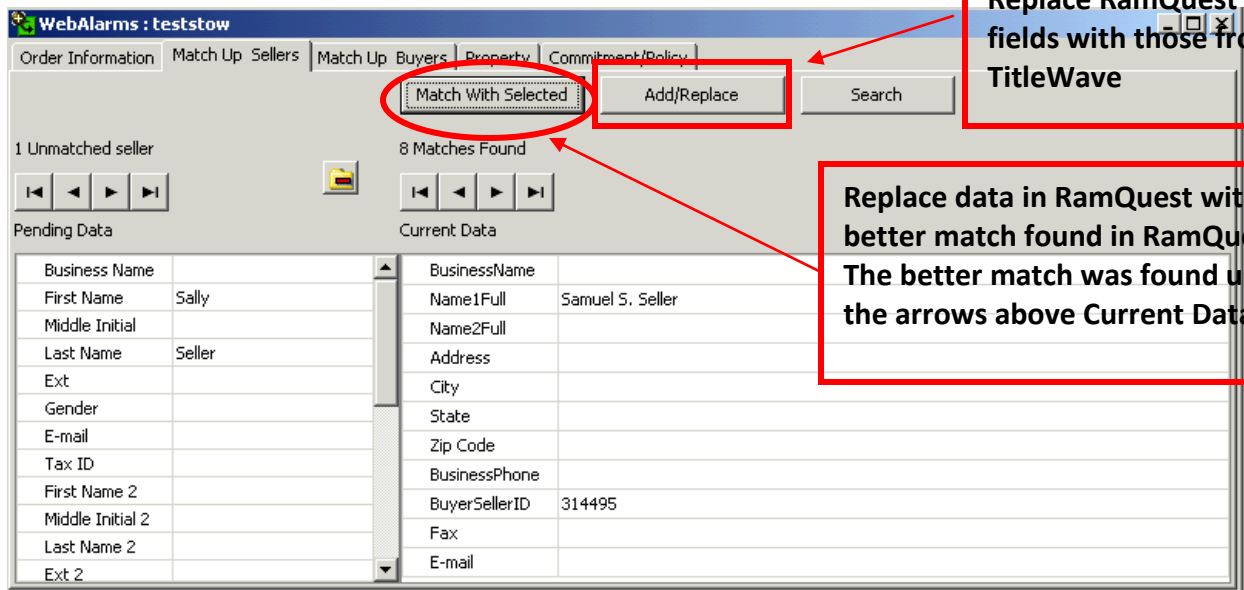 WebAlarms : teststow
Order Information Match Up Sellers Match Up Buyers Property Commitment/Policy
Match With Selected Add/Replace Search
Replace RamQuest
fields with those
TitleWave
1 Unmatched seller
8 Matches Found
Pending Data
Current Data
Replace data in RamQuest
better match found in
The better match was found
the arrows above Current Data
Business Name
First Name Sally
Middle Initial
Last Name Seller
Ext
Gender
E-mail
Tax ID
First Name 2
Middle Initial 2
Last Name 2
Ext 2
BusinessName
Name1Full Samuel S. Seller
Name2Full
Address
City
State
Zip Code
BusinessPhone
BuyerSellerID 314495
Fax
E-mail